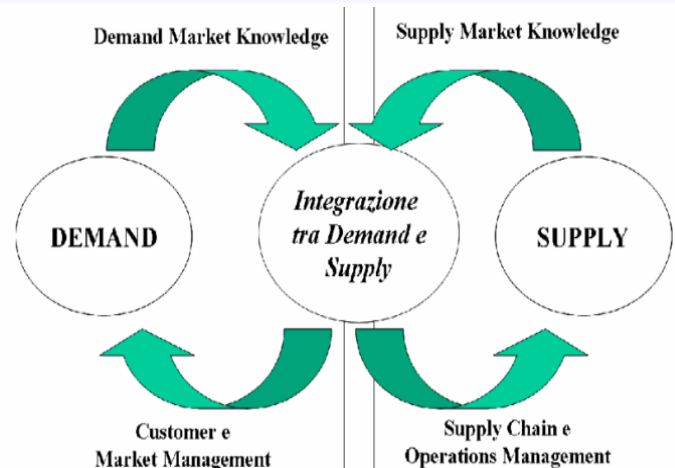 Demand Market Knowledge
Supply Market Knowledge
DEMAND
Integrazione
tra Demand e
Supply
SUPPLY
Customer e
Market Management
Supply Chain e
Operations Management